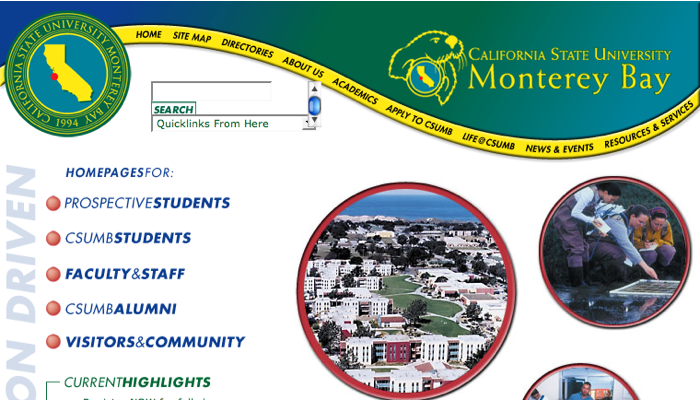 CALIFORNIA STATE UNIVERSITY MONTEREY BAY
1994
HOME
SITE MAP
DIRECTORIES
ABOUT US
ACADEMICS
APPLY TO CSUMB
LIFE@CSUMB
NEWS & EVENTS
RESOURCES & SERVICES
CALIFORNIA STATE UNIVERSITY
Monterey Bay
SEARCH
Quicklinks From Here
ON DRIVEN
HOMEPAGESFOR:
PROSPECTIVESTUDENTS
CSUMBSTUDENTS
FACULTY&STAFF
CSUMBALUMNI
VISITORS&COMMUNITY
CURRENTHIGHLIGHTS